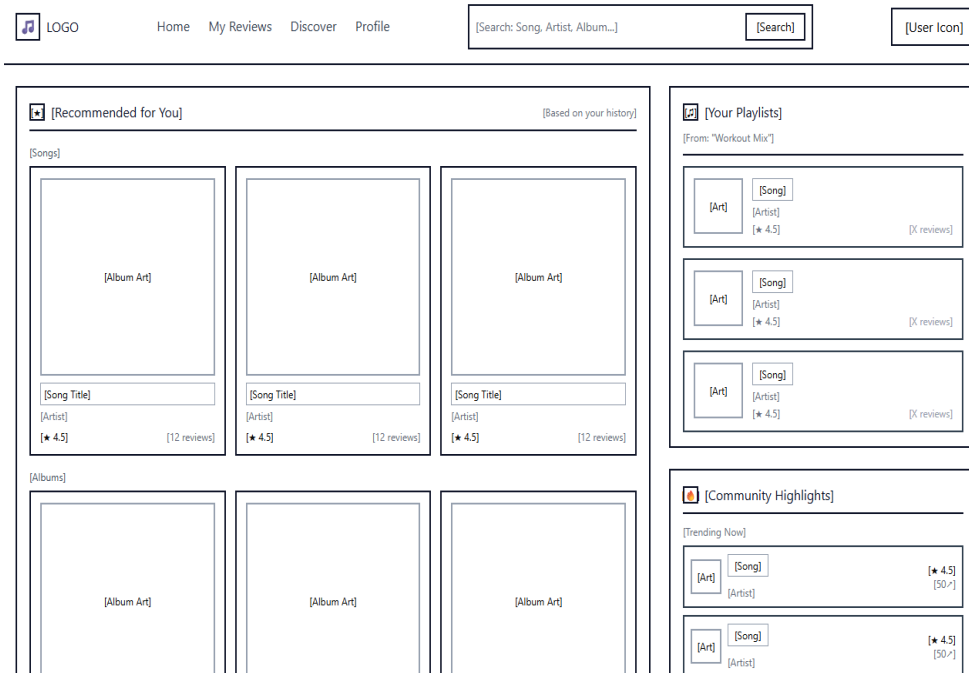 LOGO Home My Reviews Discover Profile [Search: Song, Artist, Album...] [Search] [User Icon]
[★] [Recommended for You] [Based on your history]
[Songs]
[Album Art] [Album Art] [Album Art]
[Song Title] [Song Title] [Song Title]
[Artist] [Artist] [Artist]
[★ 4.5] [12 reviews] [★ 4.5] [12 reviews] [★ 4.5] [12 reviews]
[Albums]
[Album Art] [Album Art] [Album Art]
[♫] [Your Playlists]
[From: "Workout Mix"]
[Art] [Song]
[Artist]
[★ 4.5] [X reviews]
[Art] [Song]
[Artist]
[★ 4.5] [X reviews]
[Art] [Song]
[Artist]
[★ 4.5] [X reviews]
[Community Highlights]
[Trending Now]
[Art] [Song] [★ 4.5]
[Artist] [50↗]
[Art] [Song] [★ 4.5]
[Artist] [50↗]